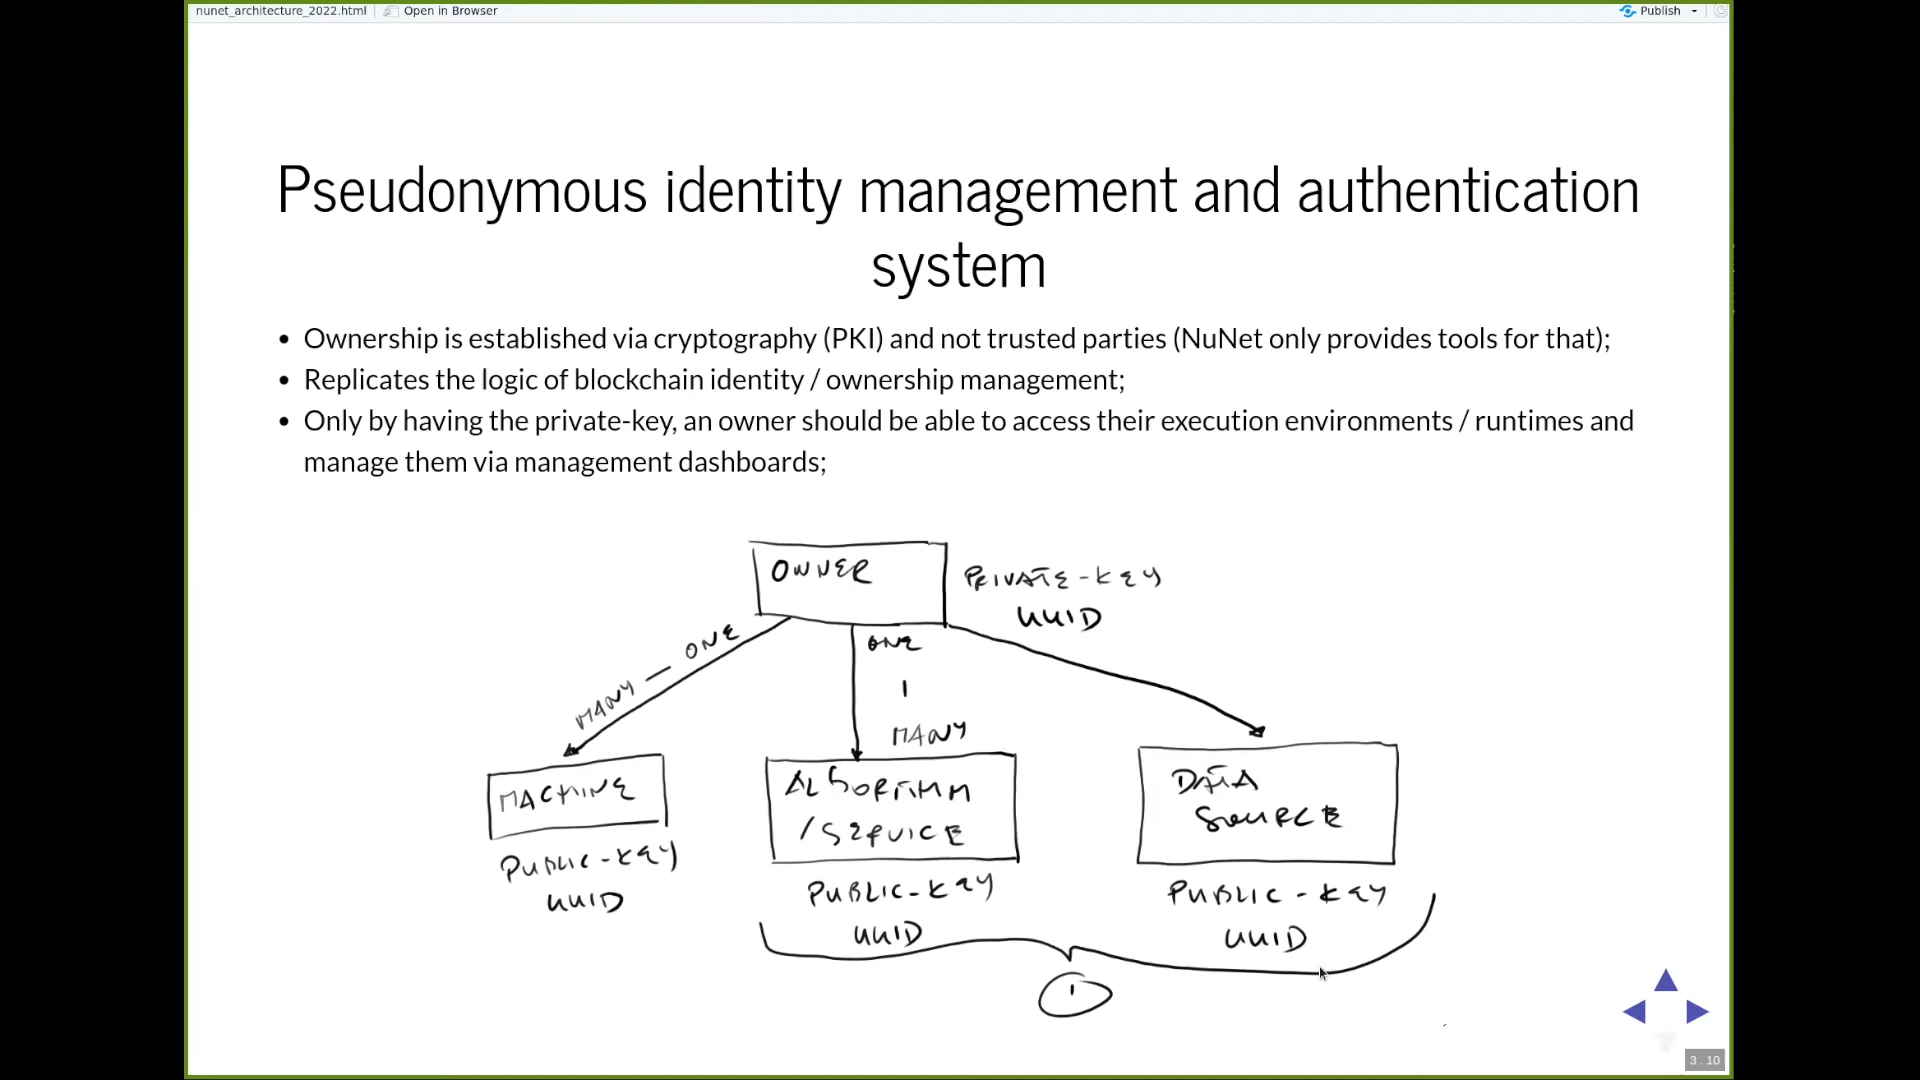 nunet_architecture_2022.html Open in Browser Publish
Pseudonymous identity management and authentication
system
• Ownership is established via cryptography (PKI) and not trusted parties (NuNet only provides tools for that);
• Replicates the logic of blockchain identity / ownership management;
• Only by having the private-key, an owner should be able to access their execution environments / runtimes and
manage them via management dashboards;
OWNER
PRIVATE-KEY
UUID
MANY — ONE
ONE
|
MANY
MACHINE
PUBLIC-KEY
UUID
ALGORITHM
/SERVICE
PUBLIC-KEY
UUID
DATA
SOURCE
PUBLIC-KEY
UUID
1
3.10